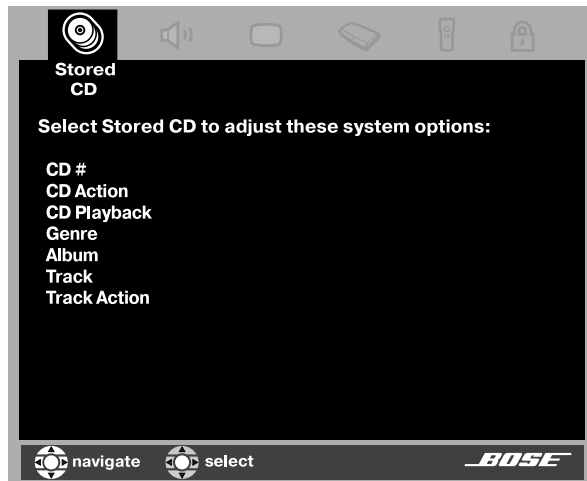 Stored
CD
Select Stored CD to adjust these system options:
CD #
CD Action
CD Playback
Genre
Album
Track
Track Action
navigate select BOSE